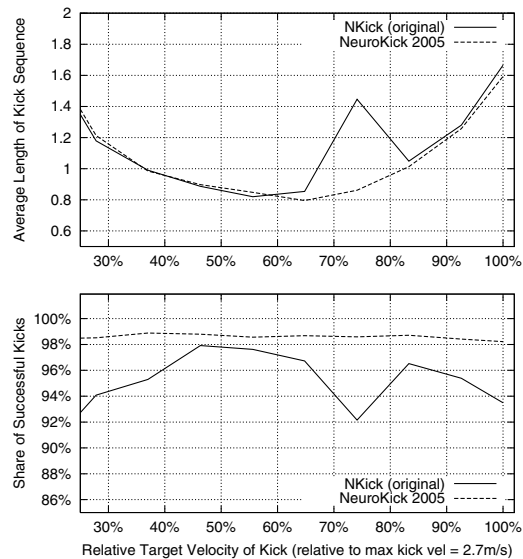 2
1.8
1.6
1.4
1.2
1
0.8
0.6
Average Length of Kick Sequence
NKick (original)
NeuroKick 2005
30% 40% 50% 60% 70% 80% 90% 100%
100%
98%
96%
94%
92%
90%
88%
86%
Share of Successful Kicks
NKick (original)
NeuroKick 2005
30% 40% 50% 60% 70% 80% 90% 100%
Relative Target Velocity of Kick (relative to max kick vel = 2.7m/s)